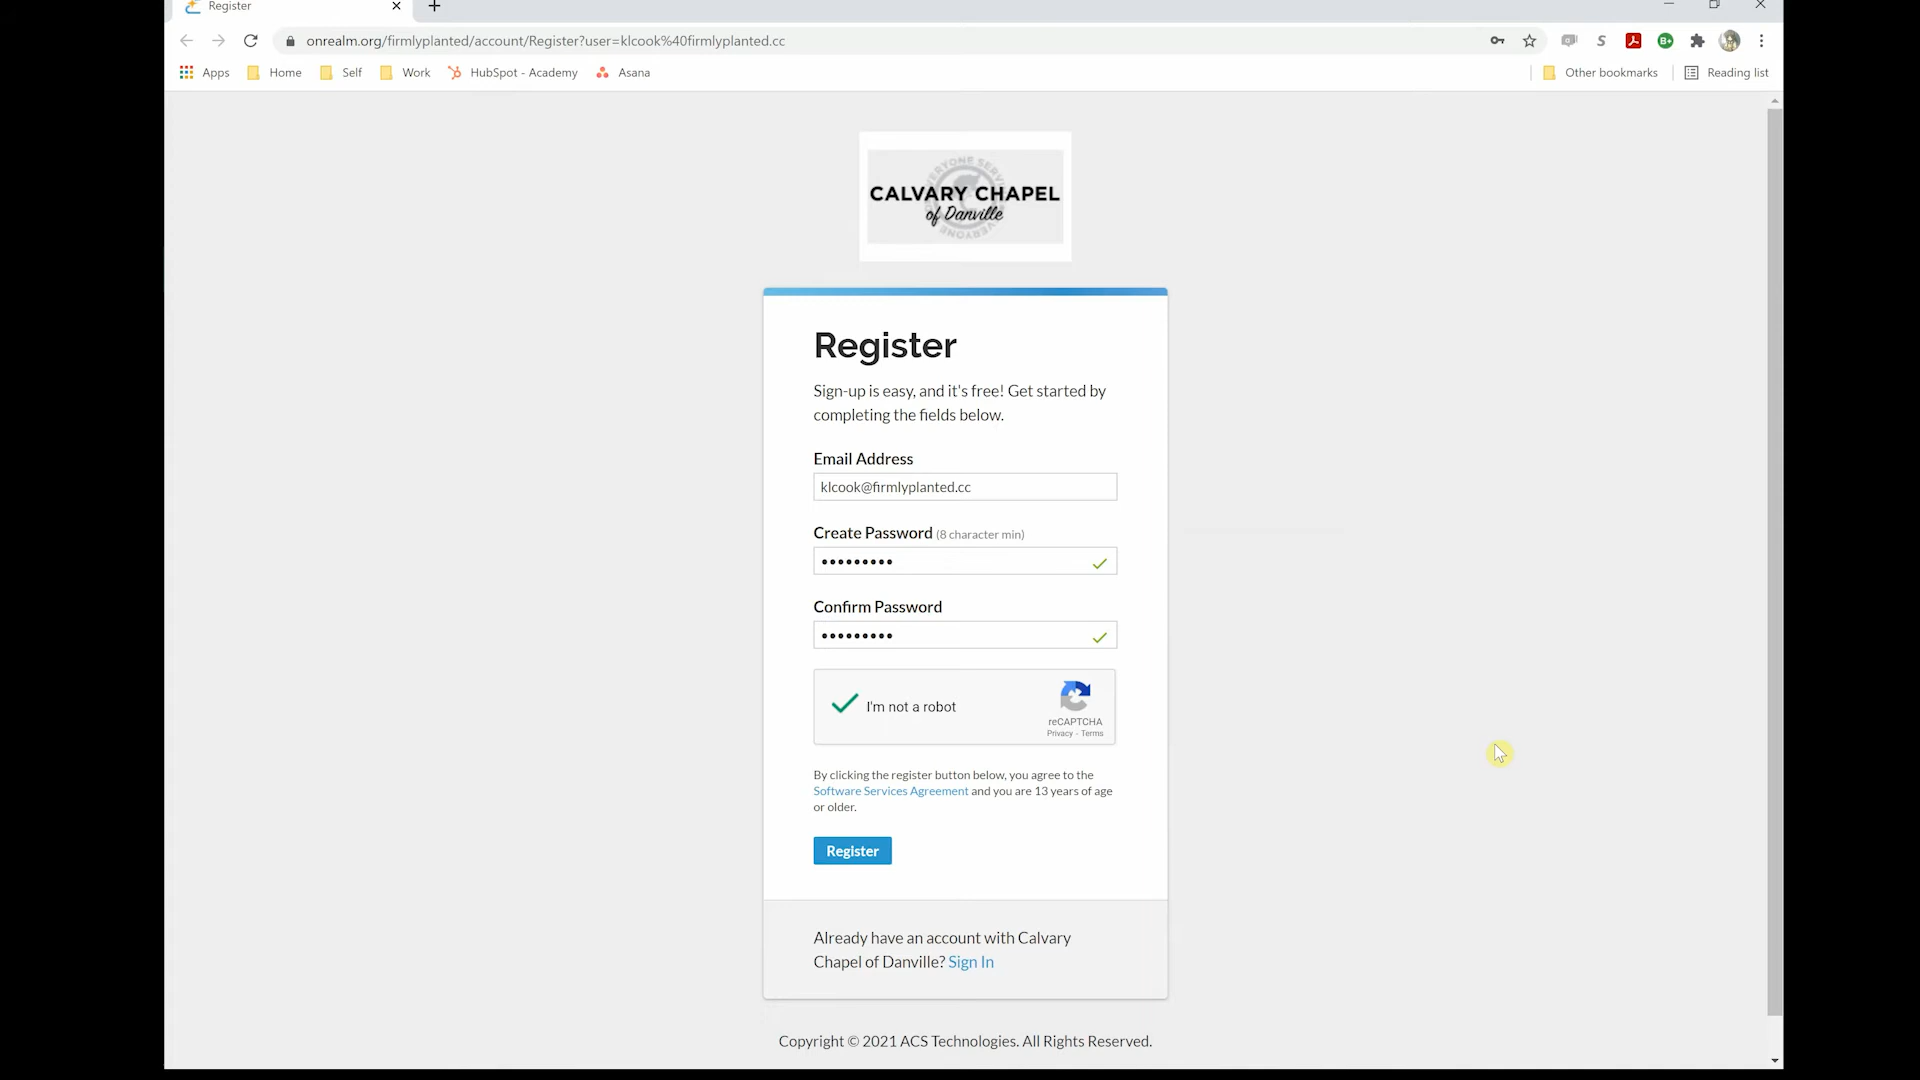 Register
onrealm.org/firmlyplanted/account/Register?user=klcook%40firmlyplanted.cc
Apps Home Self Work HubSpot - Academy Asana Other bookmarks Reading list
CALVARY CHAPEL
of Danville
Register
Sign-up is easy, and it's free! Get started by
completing the fields below.
Email Address
klcook@firmlyplanted.cc
Create Password (8 character min)
Confirm Password
I'm not a robot
reCAPTCHA
Privacy - Terms
By clicking the register button below, you agree to the
Software Services Agreement and you are 13 years of age
or older.
Register
Already have an account with Calvary
Chapel of Danville? Sign In
Copyright © 2021 ACS Technologies. All Rights Reserved.